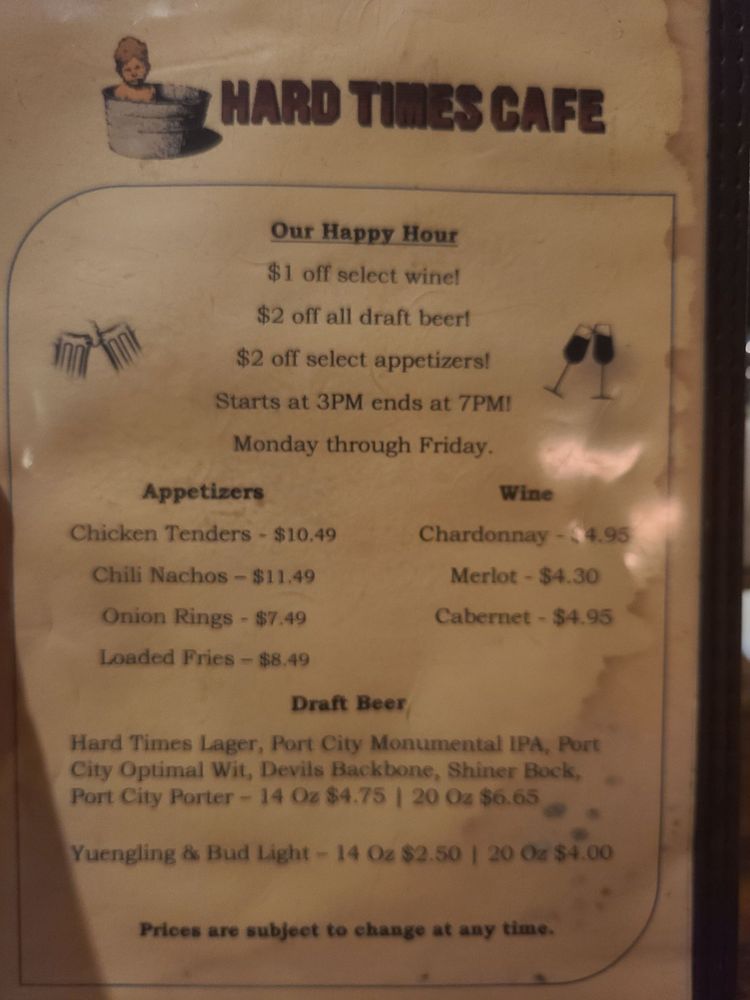 HARD TIMES CAFE
Our Happy Hour
$1 off select wine!
$2 off all draft beer!
$2 off select appetizers!
Starts at 3PM ends at 7PM!
Monday through Friday.
Appetizers
Chicken Tenders - $10.49
Chili Nachos – $11.49
Onion Rings - $7.49
Loaded Fries – $8.49
Wine
Chardonnay - $4.95
Merlot - $4.30
Cabernet - $4.95
Draft Beer
Hard Times Lager, Port City Monumental IPA, Port
City Optimal Wit, Devils Backbone, Shiner Bock,
Port City Porter – 14 Oz $4.75 | 20 Oz $6.65
Yuengling & Bud Light – 14 Oz $2.50 | 20 Oz $4.00
Prices are subject to change at any time.